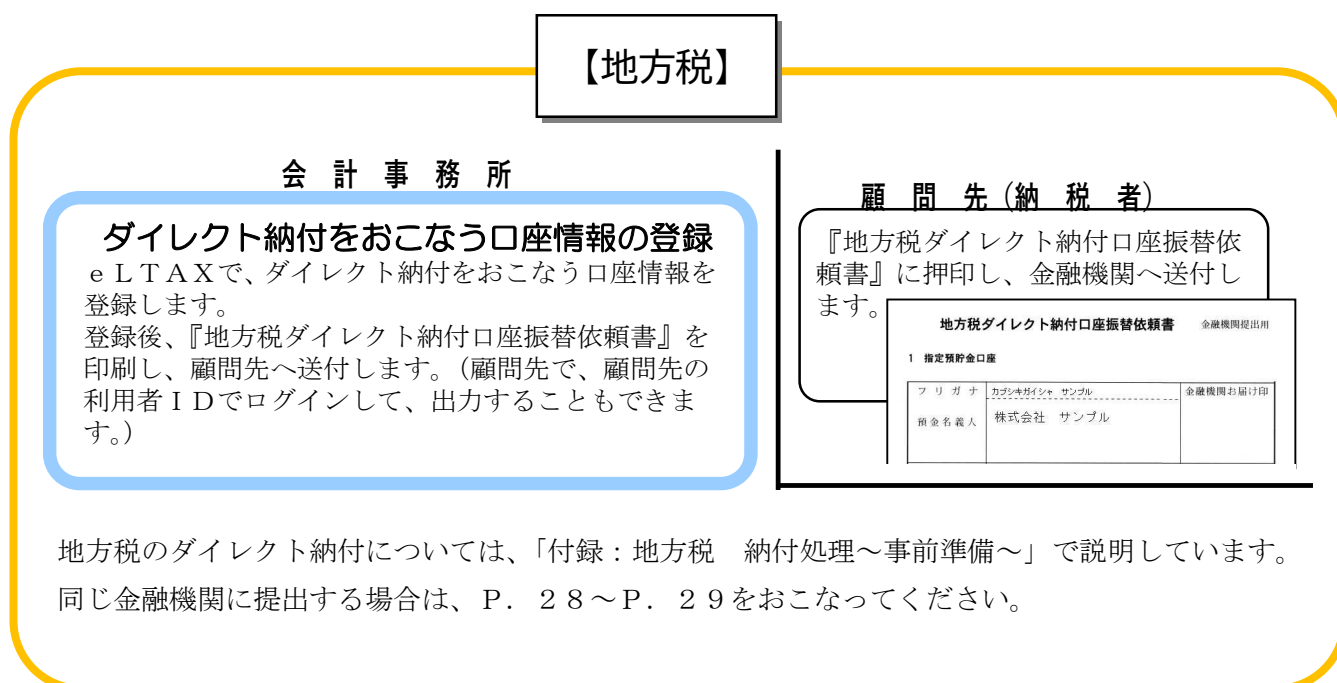 【地方税】
会計事務所
ダイレクト納付をおこなう口座情報の登録
ｅＬＴＡＸで、ダイレクト納付をおこなう口座情報を
登録します。
登録後、『地方税ダイレクト納付口座振替依頼書』を
印刷し、顧問先へ送付します。（顧問先で、顧問先の
利用者ＩＤでログインして、出力することもできま
す。）
顧問先（納税者）
『地方税ダイレクト納付口座振替依
頼書』に押印し、金融機関へ送付し
ます。
地方税ダイレクト納付口座振替依頼書 金融機関提出用
1 指定預貯金口座
フリガナ カブシキガイシャ サンプル 金融機関お届け印
預金名義人 株式会社 サンプル
地方税のダイレクト納付については、「付録：地方税　納付処理～事前準備～」で説明しています。
同じ金融機関に提出する場合は、Ｐ．２８～Ｐ．２９をおこなってください。